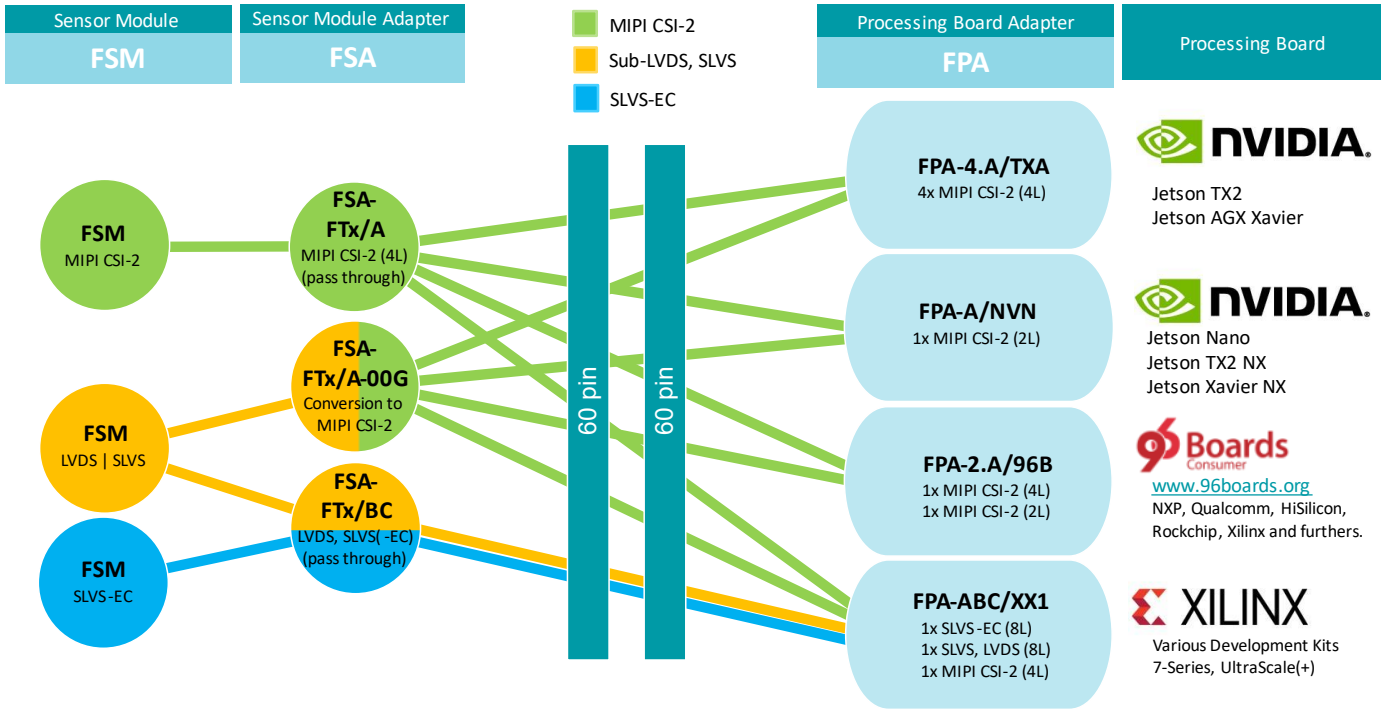 Sensor Module
FSM
Sensor Module Adapter
FSA
MIPI CSI-2
Sub-LVDS, SLVS
SLVS-EC
Processing Board Adapter
FPA
Processing Board
FSM
MIPI CSI-2
FSM
LVDS | SLVS
FSM
SLVS-EC
FSA-
FTx/A
MIPI CSI-2 (4L)
(pass through)
FSA-
FTx/A-00G
Conversion to
MIPI CSI-2
FSA-
FTx/BC
LVDS, SLVS( -EC)
(pass through)
60 pin
60 pin
FPA-4.A/TXA
4x MIPI CSI-2 (4L)
FPA-A/NVN
1x MIPI CSI-2 (2L)
FPA-2.A/96B
1x MIPI CSI-2 (4L)
1x MIPI CSI-2 (2L)
FPA-ABC/XX1
1x SLVS-EC (8L)
1x SLVS, LVDS (8L)
1x MIPI CSI-2 (4L)
NVIDIA.
Jetson TX2
Jetson AGX Xavier
NVIDIA.
Jetson Nano
Jetson TX2 NX
Jetson Xavier NX
96 Boards
Consumer
www.96boards.org
NXP, Qualcomm, HiSilicon,
Rockchip, Xilinx and furthers.
XILINX
Various Development Kits
7-Series, UltraScale(+)